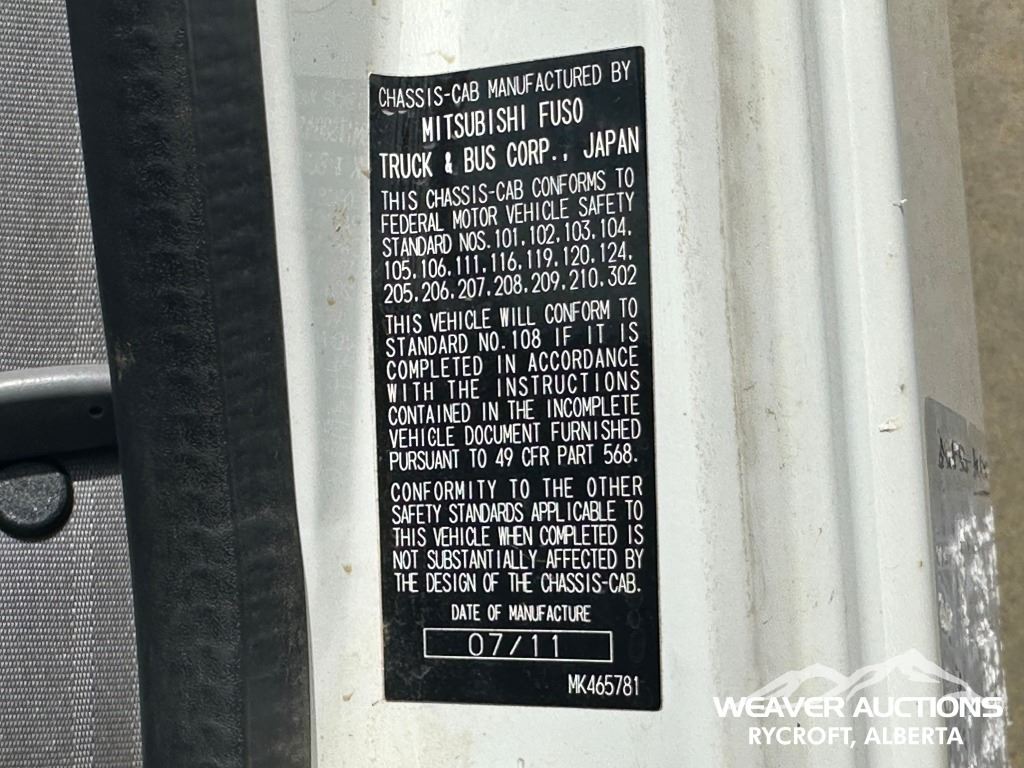 CHASSIS-CAB MANUFACTURED BY
MITSUBISHI FUSO
TRUCK & BUS CORP., JAPAN
THIS CHASSIS-CAB CONFORMS TO
FEDERAL MOTOR VEHICLE SAFETY
STANDARD NOS. 101. 102. 103. 104.
105. 106. 111. 116. 119. 120. 124.
205. 206. 207. 208. 209. 210. 302
THIS VEHICLE WILL CONFORM TO
STANDARD NO. 108 IF IT IS
COMPLETED IN ACCORDANCE
WITH THE INSTRUCTIONS
CONTAINED IN THE INCOMPLETE
VEHICLE DOCUMENT FURNISHED
PURSUANT TO 49 CFR PART 568.
CONFORMITY TO THE OTHER
SAFETY STANDARDS APPLICABLE TO
THIS VEHICLE WHEN COMPLETED IS
NOT SUBSTANTIALLY AFFECTED BY
THE DESIGN OF THE CHASSIS-CAB.
DATE OF MANUFACTURE
07/11
MK465781
WEAVER AUCTIONS
RYCROFT, ALBERTA